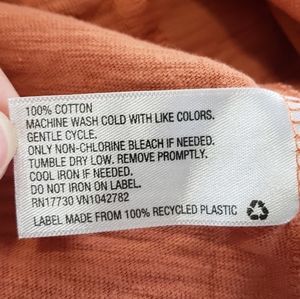 100% COTTON
MACHINE WASH COLD WITH LIKE COLORS.
GENTLE CYCLE.
ONLY NON-CHLORINE BLEACH IF NEEDED.
TUMBLE DRY LOW. REMOVE PROMPTLY.
COOL IRON IF NEEDED.
DO NOT IRON ON LABEL.
RN17730 VN1042782
LABEL MADE FROM 100% RECYCLED PLASTIC